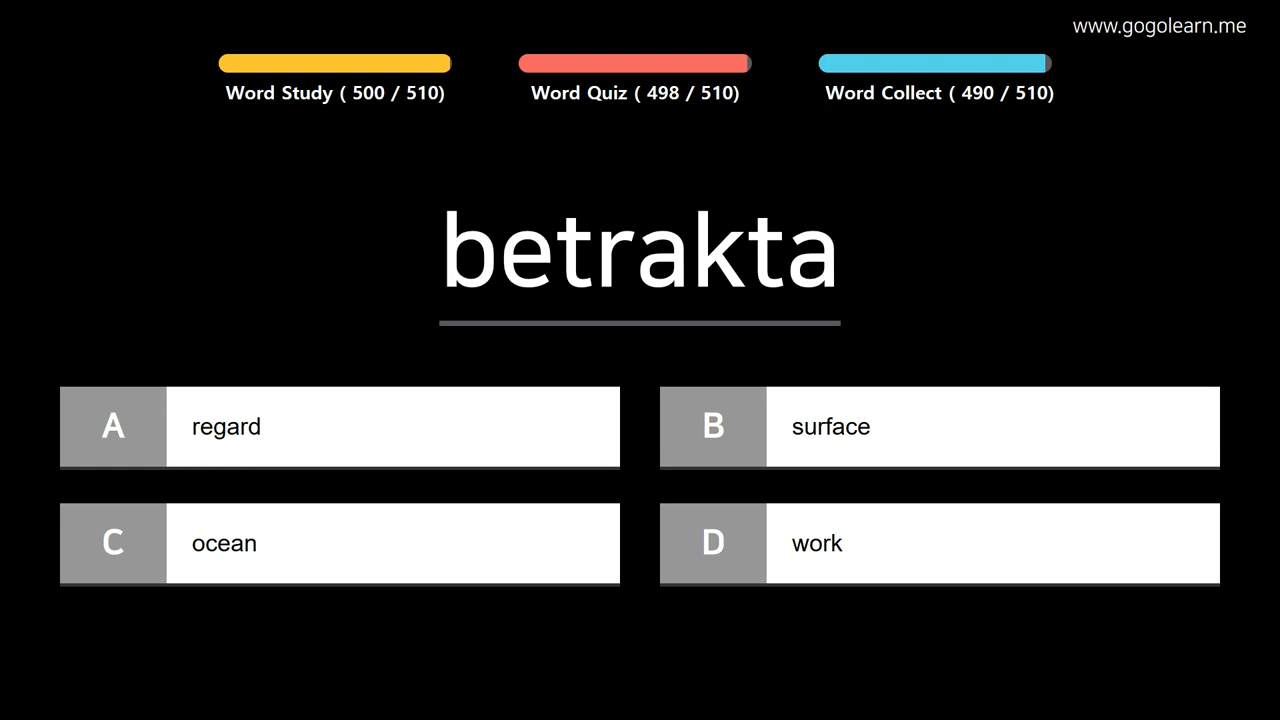 www.gogolearn.me
Word Study ( 500 / 510)
Word Quiz ( 498 / 510)
Word Collect ( 490 / 510)
betrakta
A regard
B surface
C ocean
D work